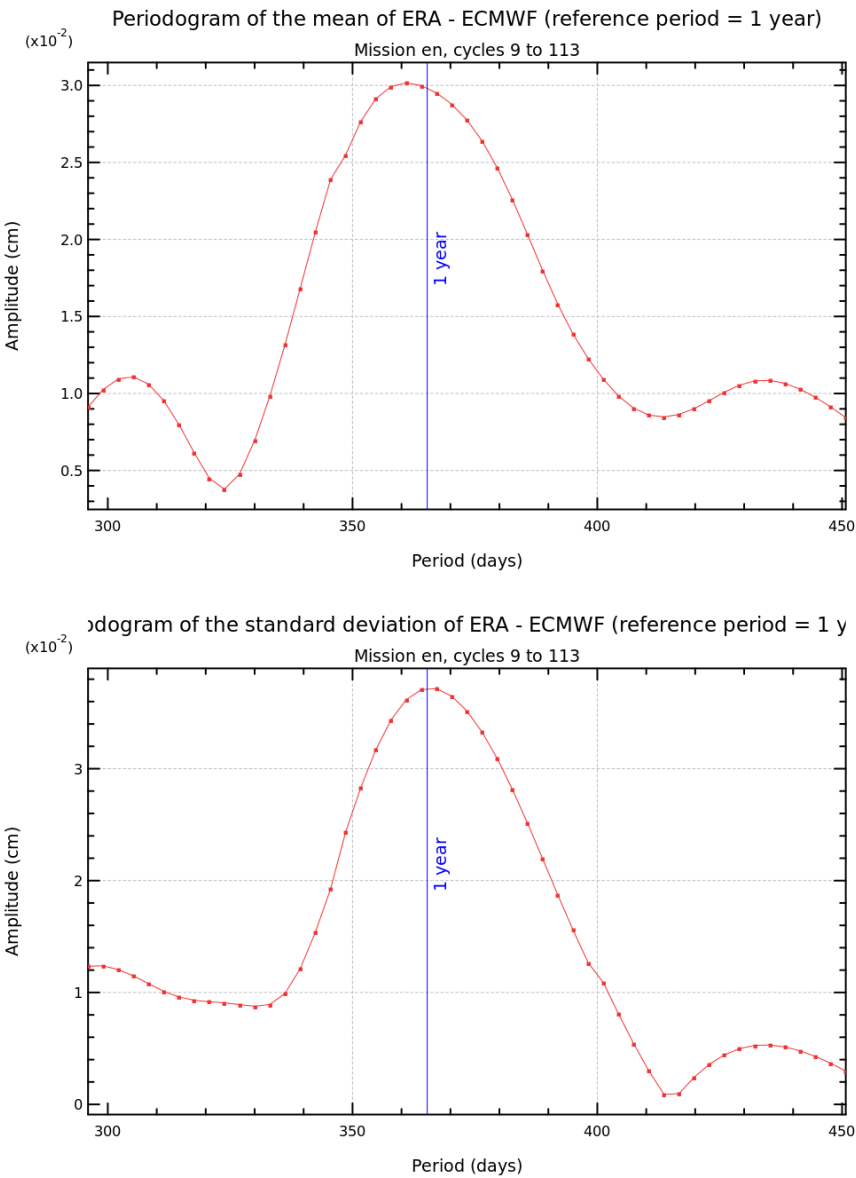 Periodogram of the mean of ERA - ECMWF (reference period = 1 year)
(x10-2)
Mission en, cycles 9 to 113
3.0
2.5
2.0
1.5
1.0
0.5
Amplitude (cm)
1 year
300 350 400 450
Period (days)
odogram of the standard deviation of ERA - ECMWF (reference period = 1 y
(x10-2)
Mission en, cycles 9 to 113
3
2
1
0
Amplitude (cm)
1 year
300 350 400 450
Period (days)